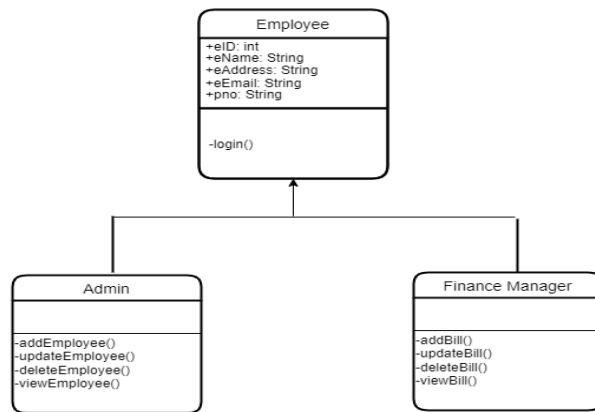 Employee
+eID: int
+eName: String
+eAddress: String
+eEmail: String
+pno: String
-login()
Admin
-addEmployee()
-updateEmployee()
-deleteEmployee()
-viewEmployee()
Finance Manager
-addBill()
-updateBill()
-deleteBill()
-viewBill()